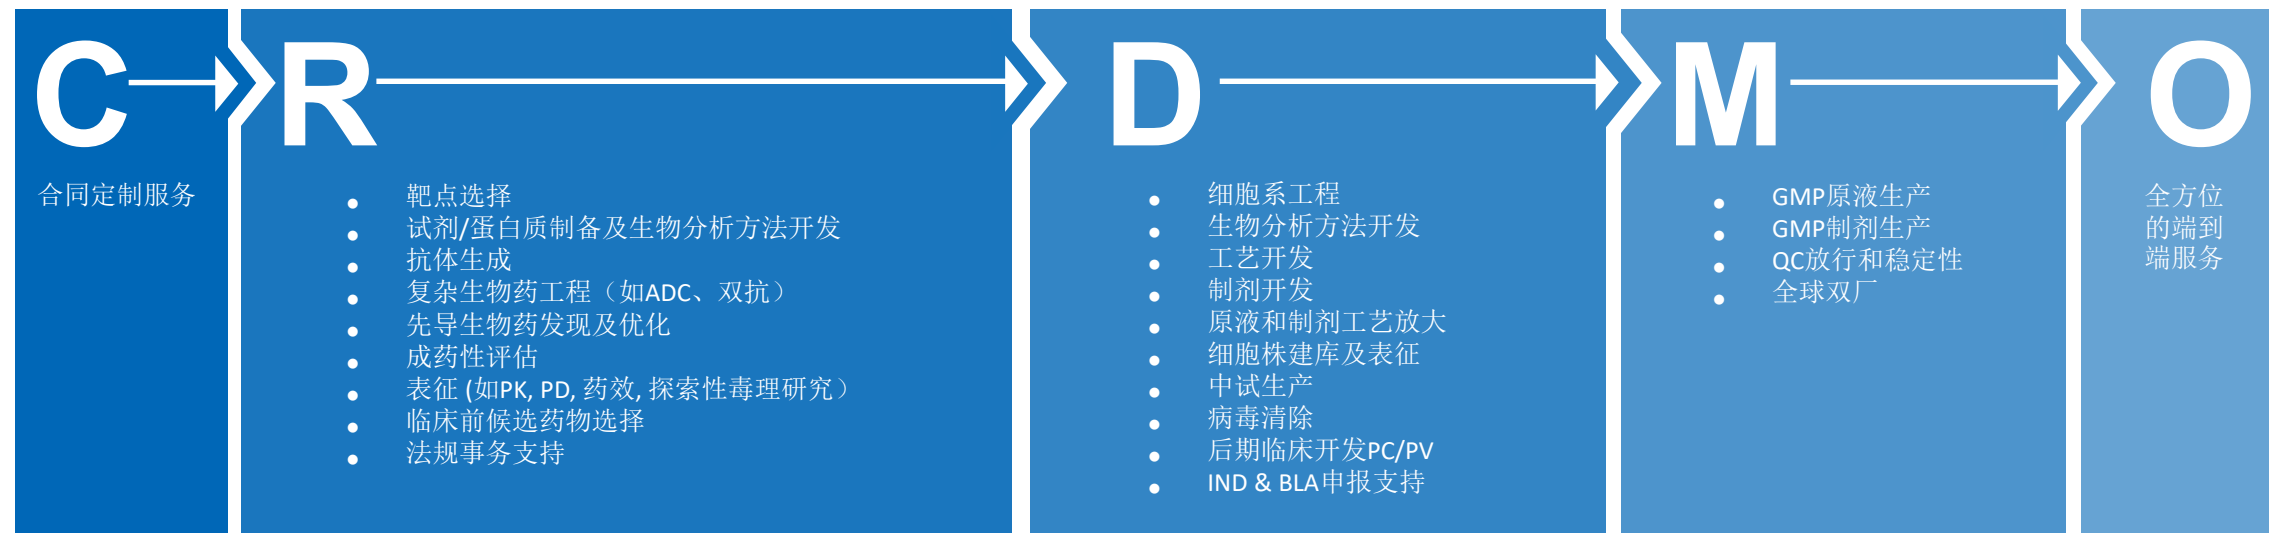 C
合同定制服务
R
靶点选择
试剂/蛋白质制备及生物分析方法开发
抗体生成
复杂生物药工程（如ADC、双抗）
先导生物药发现及优化
成药性评估
表征 (如PK, PD, 药效, 探索性毒理研究）
临床前候选药物选择
法规事务支持
D
细胞系工程
生物分析方法开发
工艺开发
制剂开发
原液和制剂工艺放大
细胞株建库及表征
中试生产
病毒清除
后期临床开发PC/PV
IND & BLA申报支持
M
GMP原液生产
GMP制剂生产
QC放行和稳定性
全球双厂
O
全方位
的端到
端服务